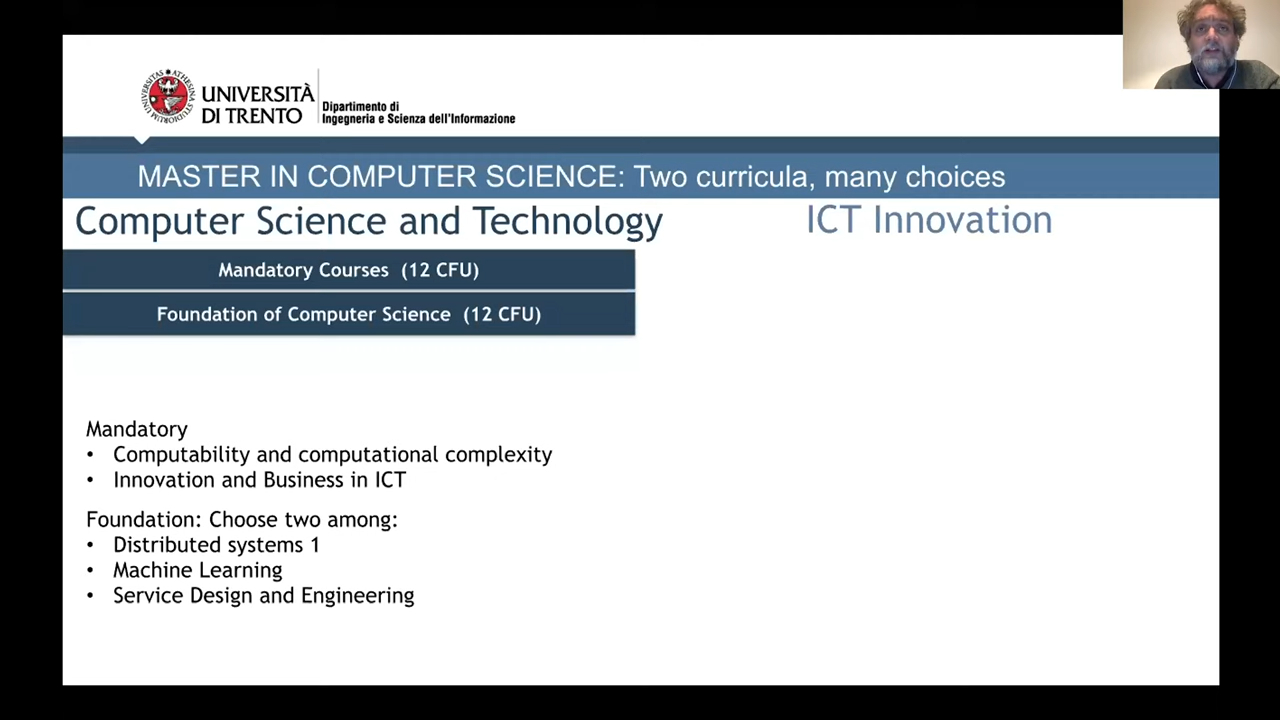 UNIVERSITÀ
DI TRENTO
Dipartimento di
Ingegneria e Scienza dell'Informazione
MASTER IN COMPUTER SCIENCE: Two curricula, many choices
Computer Science and Technology
ICT Innovation
Mandatory Courses (12 CFU)
Foundation of Computer Science (12 CFU)
Mandatory
• Computability and computational complexity
• Innovation and Business in ICT
Foundation: Choose two among:
• Distributed systems 1
• Machine Learning
• Service Design and Engineering